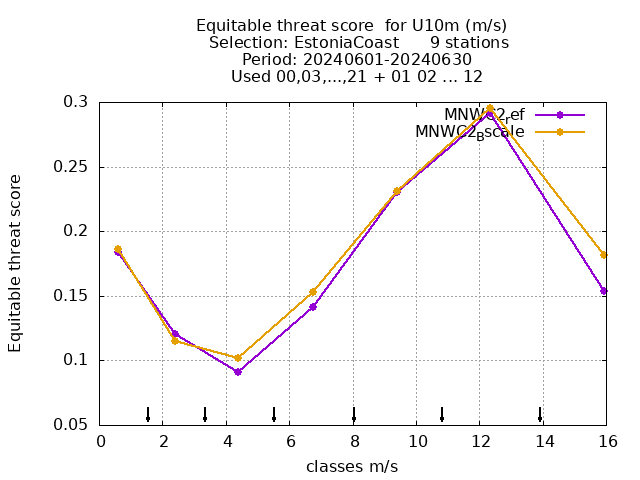 Equitable threat score  for U10m (m/s)
Selection: EstoniaCoast      9 stations
Period: 20240601-20240630
Used 00,03,...,21 + 01 02 ... 12
MNWC2ref
MNWC2Bscale
0.3
0.25
0.2
0.15
0.1
0.05
Equitable threat score
0 2 4 6 8 10 12 14 16
classes m/s